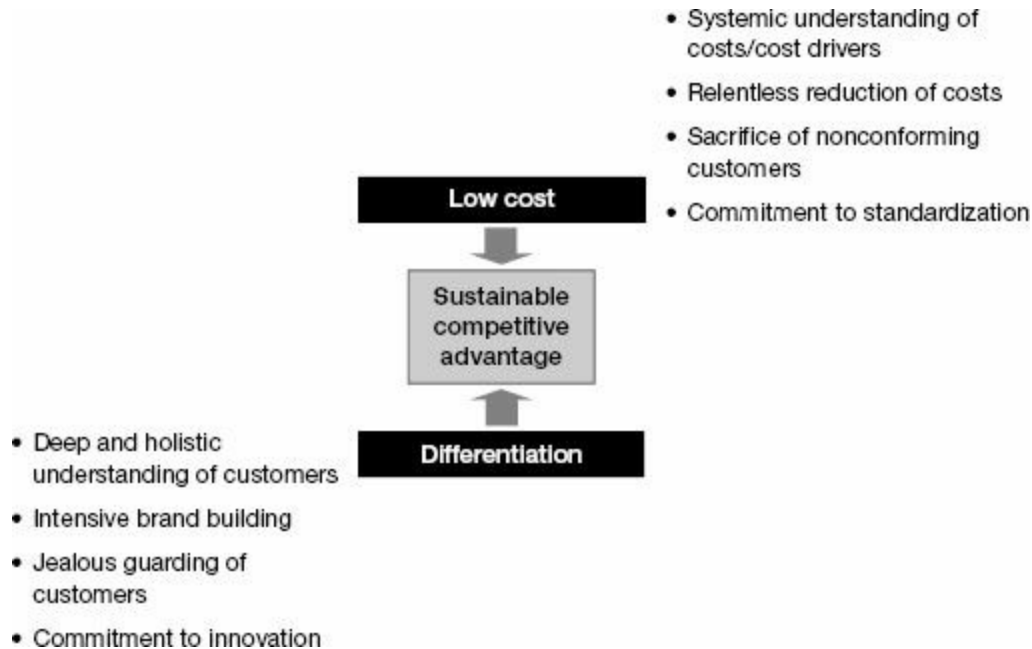 • Systemic understanding of
costs/cost drivers
• Relentless reduction of costs
• Sacrifice of nonconforming
customers
• Commitment to standardization
Low cost
Sustainable
competitive
advantage
Differentiation
• Deep and holistic
understanding of customers
• Intensive brand building
• Jealous guarding of
customers
• Commitment to innovation